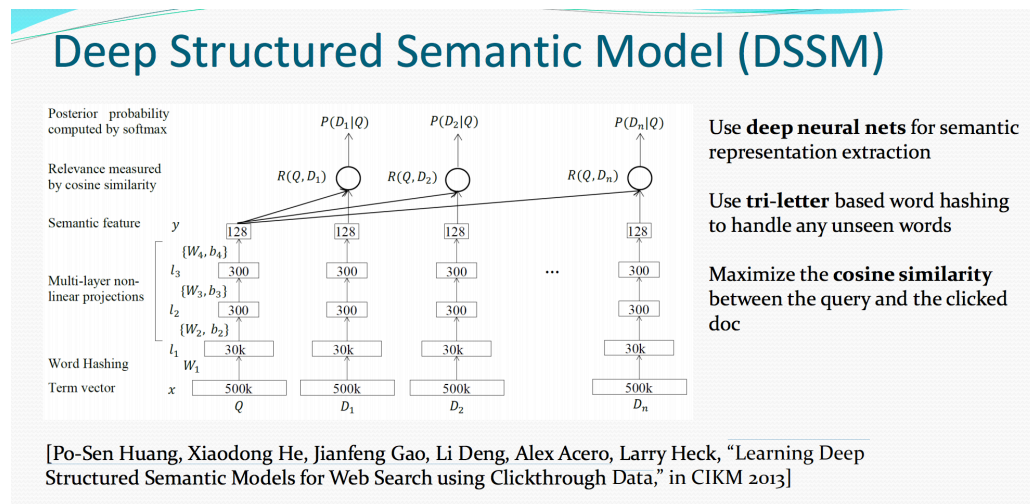 Deep Structured Semantic Model (DSSM)
Posterior probability
computed by softmax
P(D₁|Q)
P(D₂|Q)
P(Dₙ|Q)
Relevance measured
by cosine similarity
R(Q, D₁)
R(Q, D₂)
R(Q, Dₙ)
Semantic feature
y
128
128
128
128
{W₄, b₄}
Multi-layer non-
linear projections
l₃
300
300
300
...
300
{W₃, b₃}
l₂
300
300
300
300
{W₂, b₂}
l₁
30k
30k
30k
30k
Word Hashing
W₁
Term vector
x
500k
500k
500k
500k
Q
D₁
D₂
Dₙ
Use deep neural nets for semantic
representation extraction
Use tri-letter based word hashing
to handle any unseen words
Maximize the cosine similarity
between the query and the clicked
doc
[Po-Sen Huang, Xiaodong He, Jianfeng Gao, Li Deng, Alex Acero, Larry Heck, “Learning Deep
Structured Semantic Models for Web Search using Clickthrough Data,” in CIKM 2013]